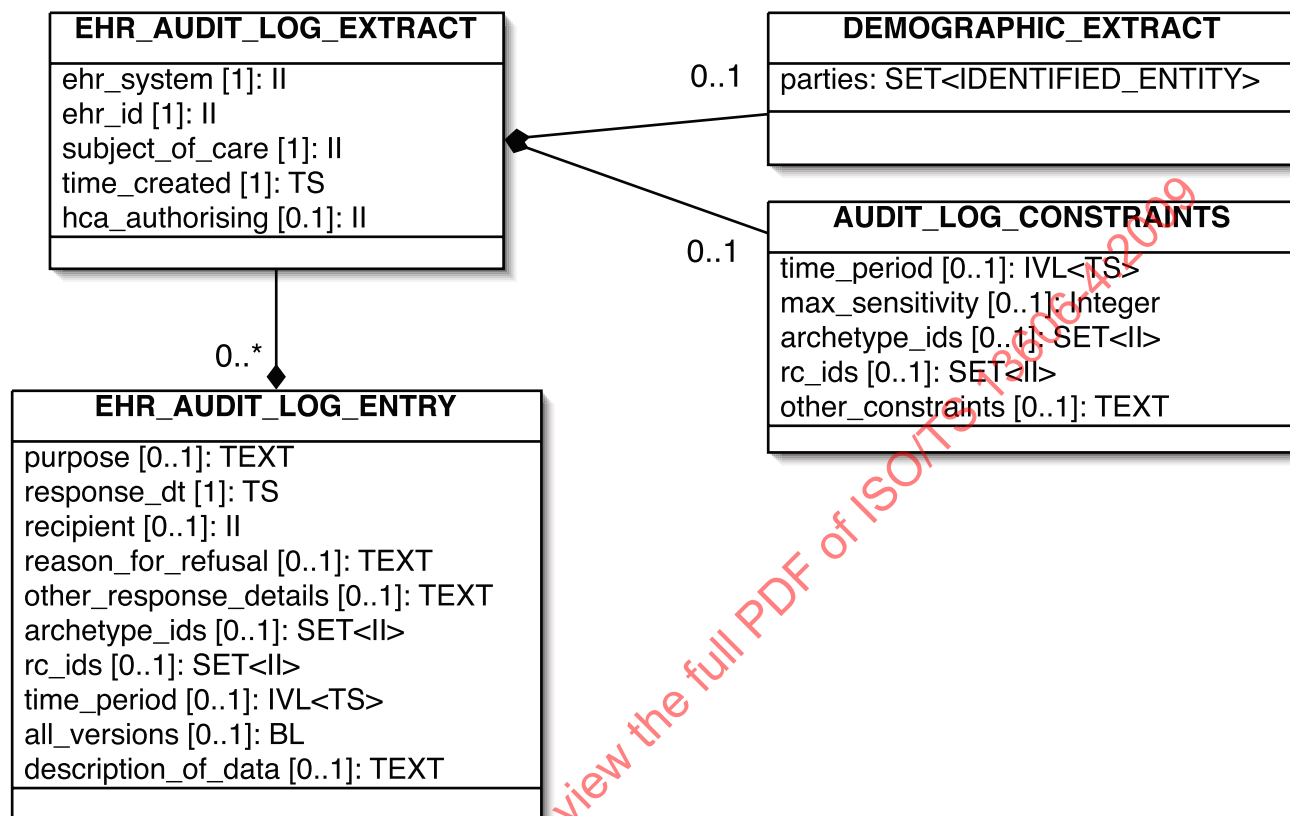 EHR_AUDIT_LOG_EXTRACT
ehr_system [1]: II
ehr_id [1]: II
subject_of_care [1]: II
time_created [1]: TS
hca_authorising [0.1]: II
0..1
DEMOGRAPHIC_EXTRACT
parties: SET<IDENTIFIED_ENTITY>
0..1
AUDIT_LOG_CONSTRAINTS
time_period [0..1]: IVL<TS>
max_sensitivity [0..1]: Integer
archetype_ids [0..1]: SET<II>
rc_ids [0..1]: SET<II>
other_constraints [0..1]: TEXT
0..*
EHR_AUDIT_LOG_ENTRY
purpose [0..1]: TEXT
response_dt [1]: TS
recipient [0..1]: II
reason_for_refusal [0..1]: TEXT
other_response_details [0..1]: TEXT
archetype_ids [0..1]: SET<II>
rc_ids [0..1]: SET<II>
time_period [0..1]: IVL<TS>
all_versions [0..1]: BL
description_of_data [0..1]: TEXT
view the full PDF of ISO/TS 13606-4:2009